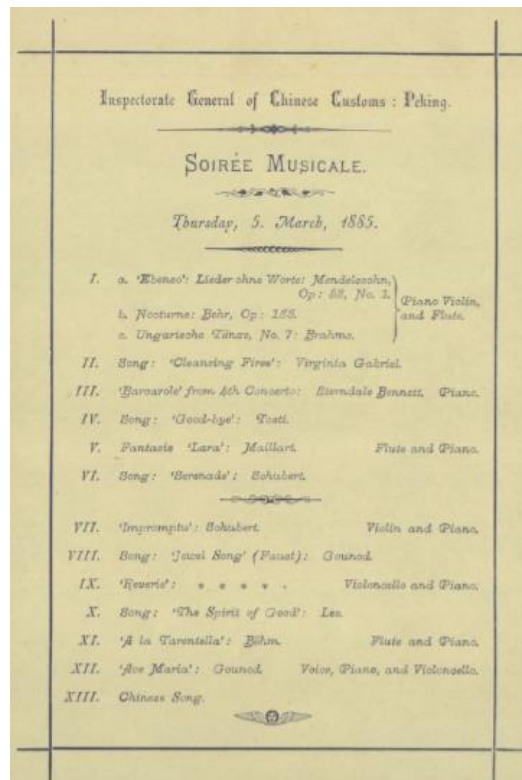 Inspectorate General of Chinese Customs : Peking.
SOIRÉE MUSICALE.
Thursday, 5. March, 1885.
I. a. 'Ebenso': Lieder ohne Worte: Mendelssohn,
Op: 53, No. 1.
b. Nocturne: Behr, Op: 188.
c. Ungarische Tänze, No. 7: Brahms.
Piano Violin,
and Flute.
II. Song: 'Cleansing Fires': Virginia Gabriel.
III. 'Barcarole' from 4th Concerto: Sterndale Bennett. Piano.
IV. Song: 'Good-bye': Tosti.
V. Fantasie 'Lara': Maillart. Flute and Piano.
VI. Song: 'Serenade': Schubert.
VII. 'Impromptu': Schubert. Violin and Piano.
VIII. Song: 'Jewel Song' (Faust): Gounod.
IX. 'Reverie': * * * * . Violoncello and Piano.
X. Song: 'The Spirit of Good': Lee.
XI. 'A la Tarentella': Böhm. Flute and Piano.
XII. 'Ave Maria': Gounod. Voice, Piano, and Violoncello.
XIII. Chinese Song.